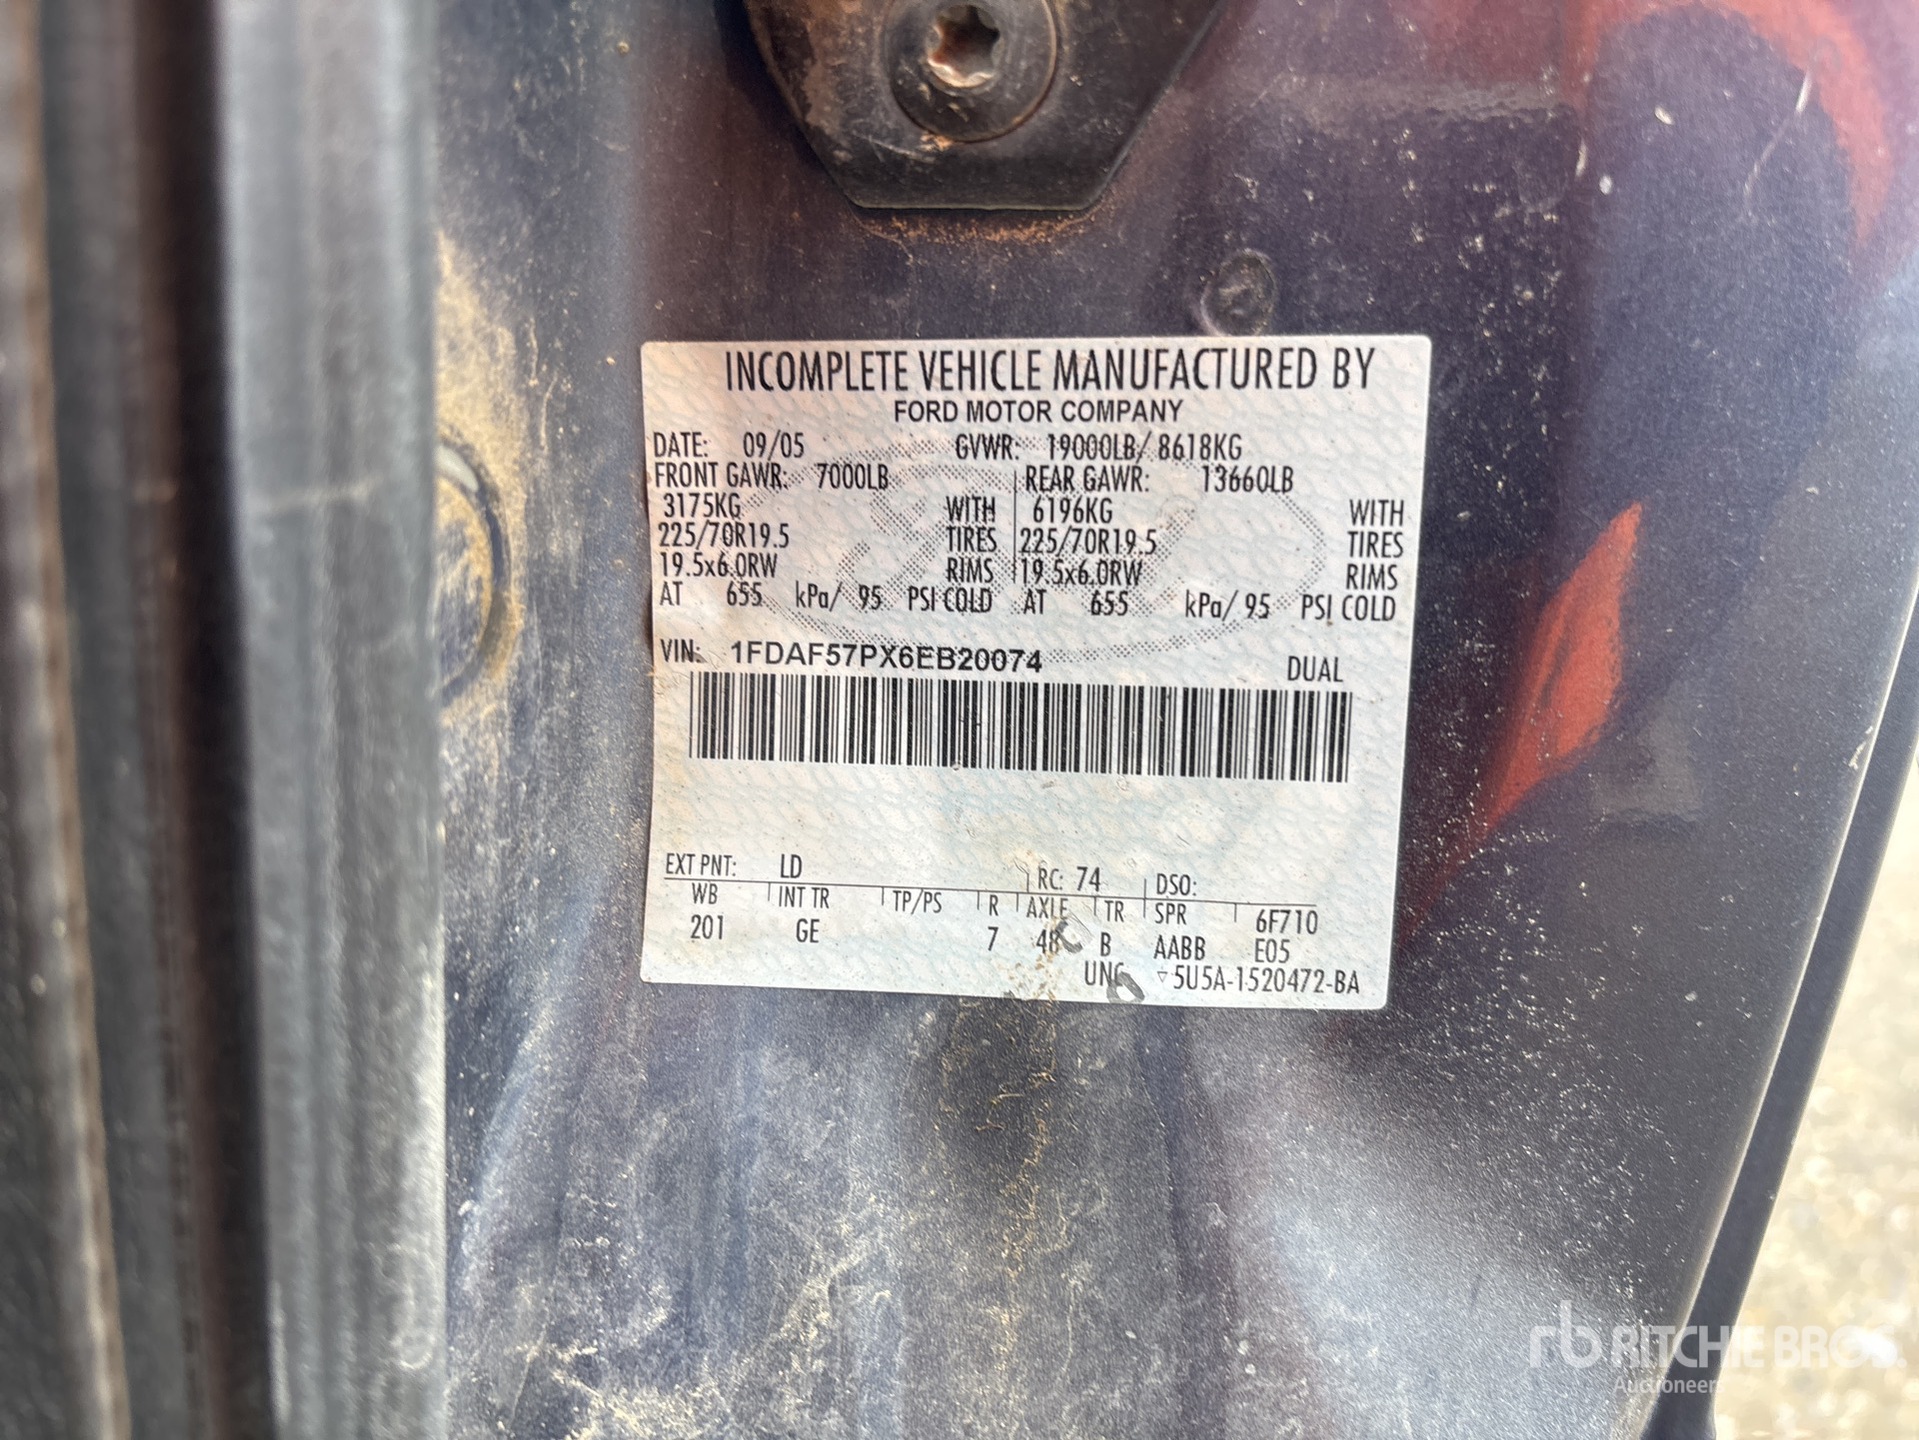 INCOMPLETE VEHICLE MANUFACTURED BY
FORD MOTOR COMPANY
DATE: 09/05 GVWR: 19000LB/ 8618KG
FRONT GAWR: 7000LB REAR GAWR: 13660LB
3175KG WITH 6196KG WITH
225/70R19.5 TIRES 225/70R19.5 TIRES
19.5x6.0RW RIMS 19.5x6.0RW RIMS
AT 655 kPa/ 95 PSI COLD AT 655 kPa/ 95 PSI COLD
VIN: 1FDAF57PX6EB20074 DUAL
EXT PNT: LD RC: 74 DSO:
WB INT TR TP/PS R AXLE TR SPR 6F710
201 GE 7 48 B AABB E05
▽5U5A-1520472-BA
rb RITCHIE BROS.
Auctioneers